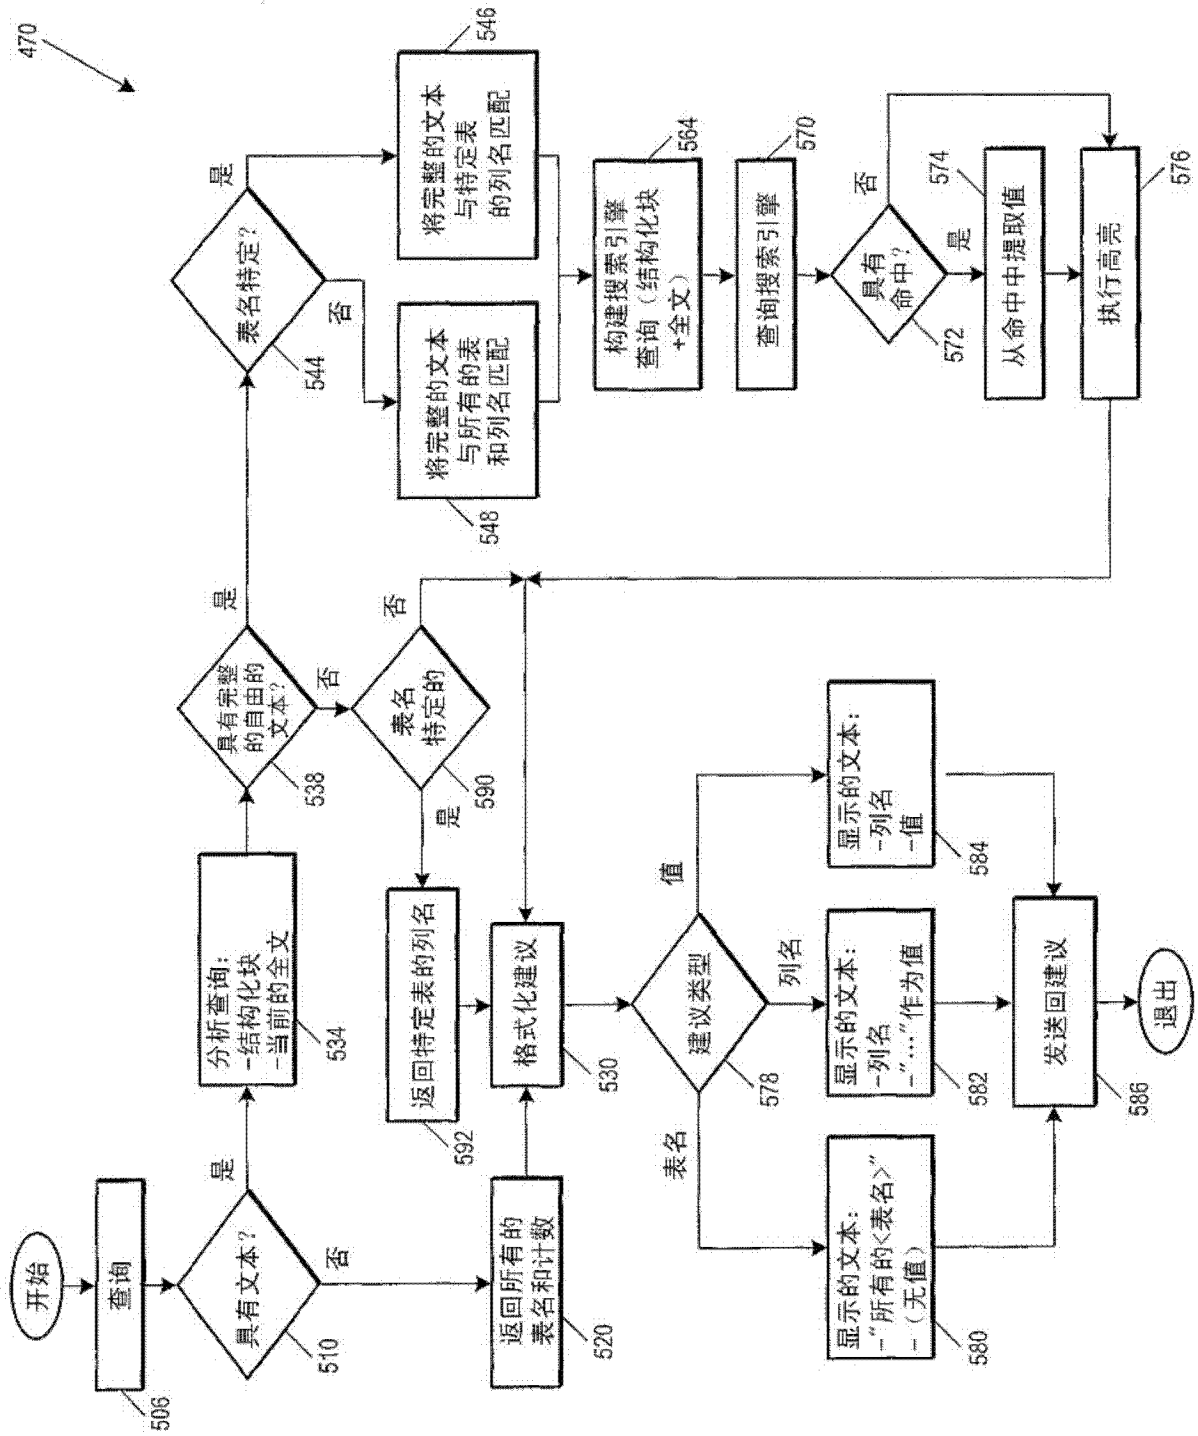 470
开始
查询
506
具有文本?
510
是
否
分析查询:
-结构化块
-当前的全文
534
具有完整
的自由的
文本?
538
是
否
表名特定?
544
是
否
将完整的文本
与特定表
的列名匹配
546
将完整的文本
与所有的表
和列名匹配
548
构建搜索引擎
查询(结构化块
+全文)
564
查询搜索引擎
570
具有
命中?
572
否
是
从命中中提取值
574
执行高亮
576
表名
特定的
590
否
是
返回特定表的列名
592
返回所有的
表名和计数
520
格式化建议
530
建议类型
578
表名
列名
值
显示的文本:
-“所有的<表名>”
-(无值)
580
显示的文本:
-列名
-“...”作为值
582
显示的文本:
-列名
-值
584
发送回建议
586
退出